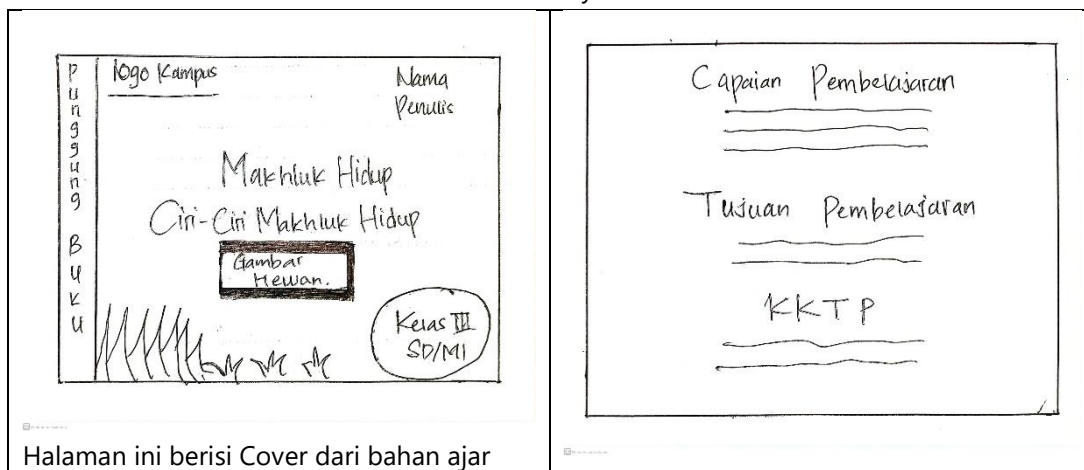 Punggung Buku
Logo Kampus
Nama
Penulis
Makhluk Hidup
Ciri-Ciri Makhluk Hidup
Gambar
Hewan.
Kelas III
SD/MI
Halaman ini berisi Cover dari bahan ajar
Capaian Pembelajaran
Tujuan Pembelajaran
KKTP